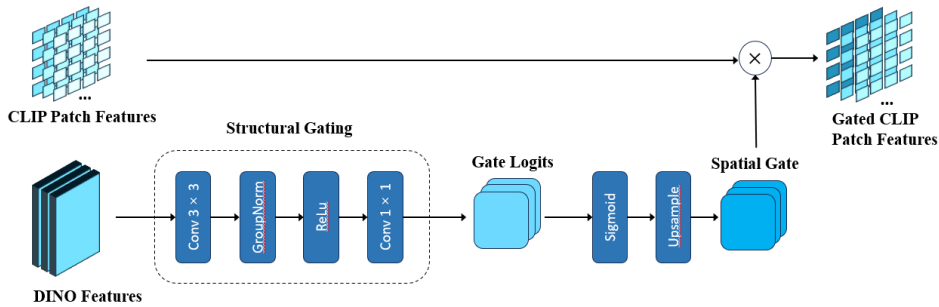 ...
CLIP Patch Features
×
...
Gated CLIP
Patch Features
Structural Gating
Conv 3 × 3
GroupNorm
ReLu
Conv 1 × 1
Gate Logits
Sigmoid
Upsample
Spatial Gate
DINO Features